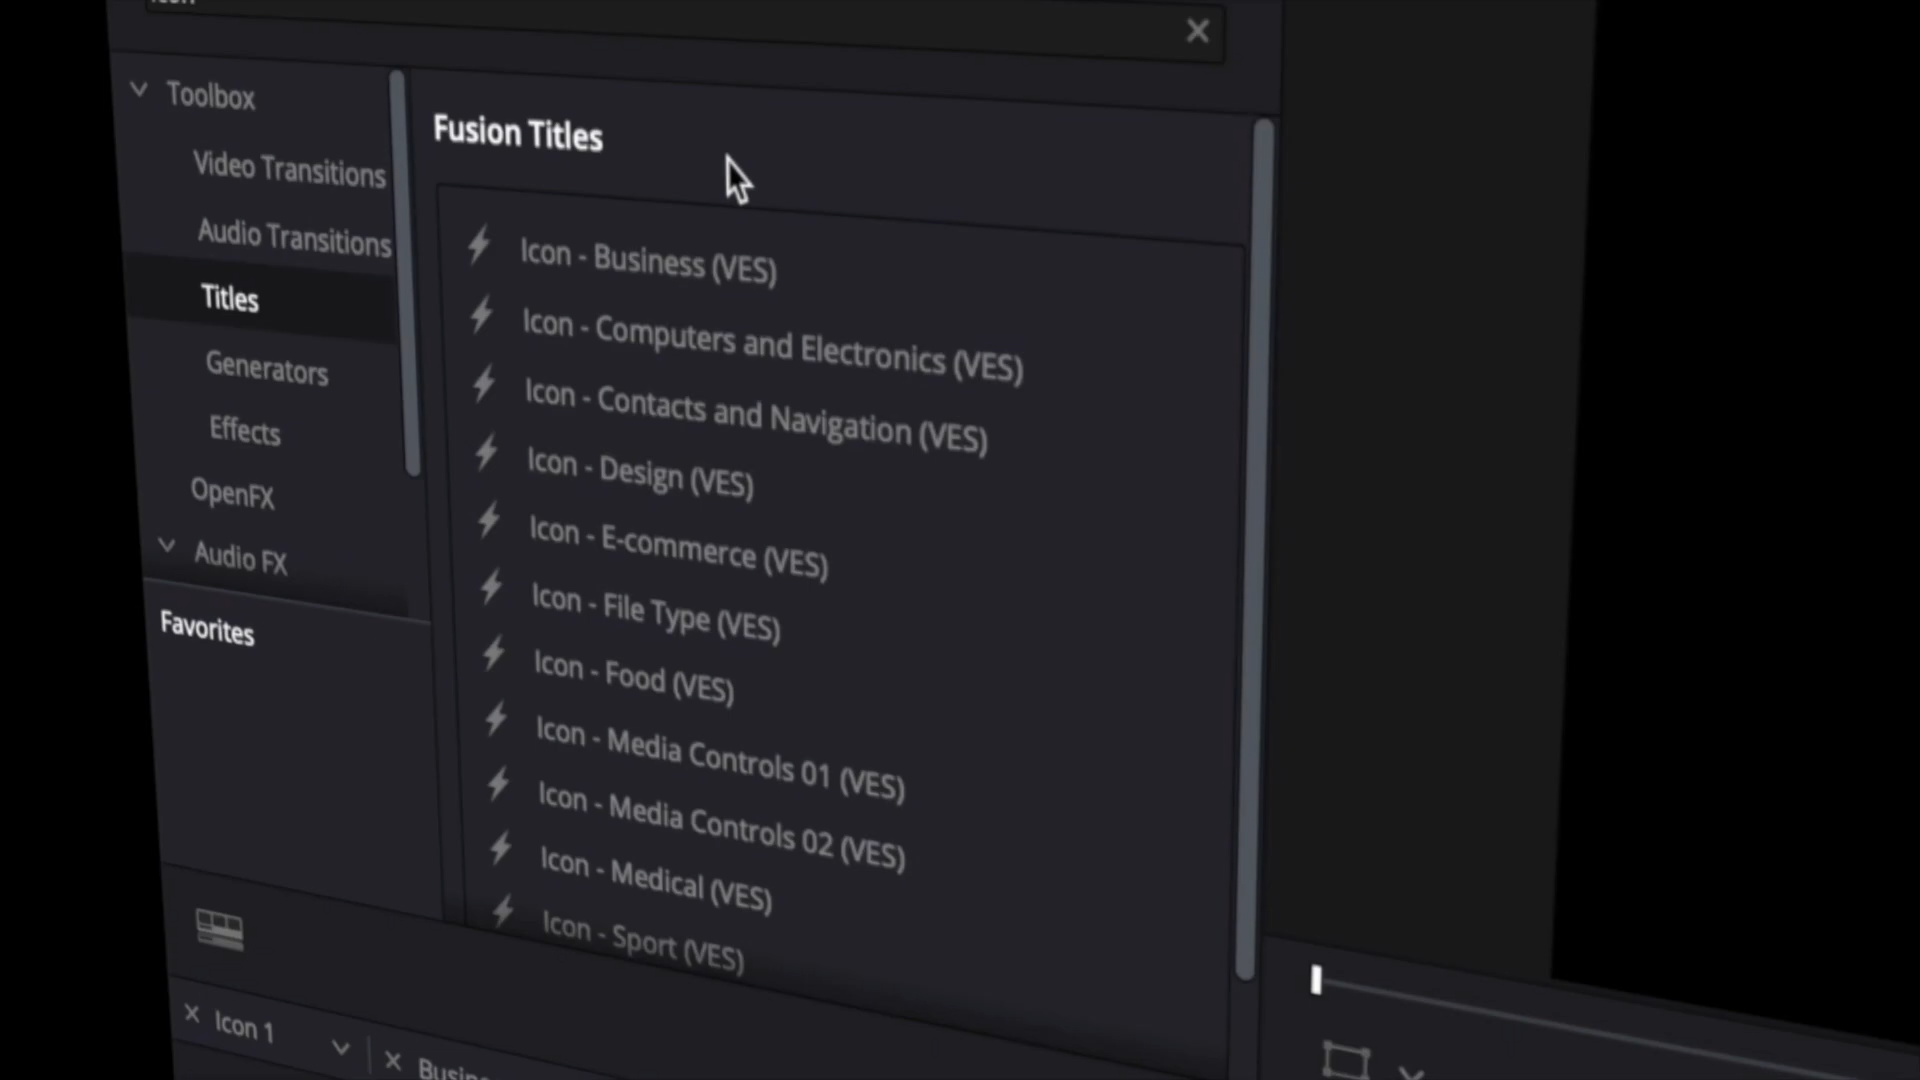 Toolbox
Video Transitions
Audio Transitions
Titles
Generators
Effects
OpenFX
Audio FX
Favorites
Fusion Titles
Icon - Business (VES)
Icon - Computers and Electronics (VES)
Icon - Contacts and Navigation (VES)
Icon - Design (VES)
Icon - E-commerce (VES)
Icon - File Type (VES)
Icon - Food (VES)
Icon - Media Controls 01 (VES)
Icon - Media Controls 02 (VES)
Icon - Medical (VES)
Icon - Sport (VES)
Icon 1